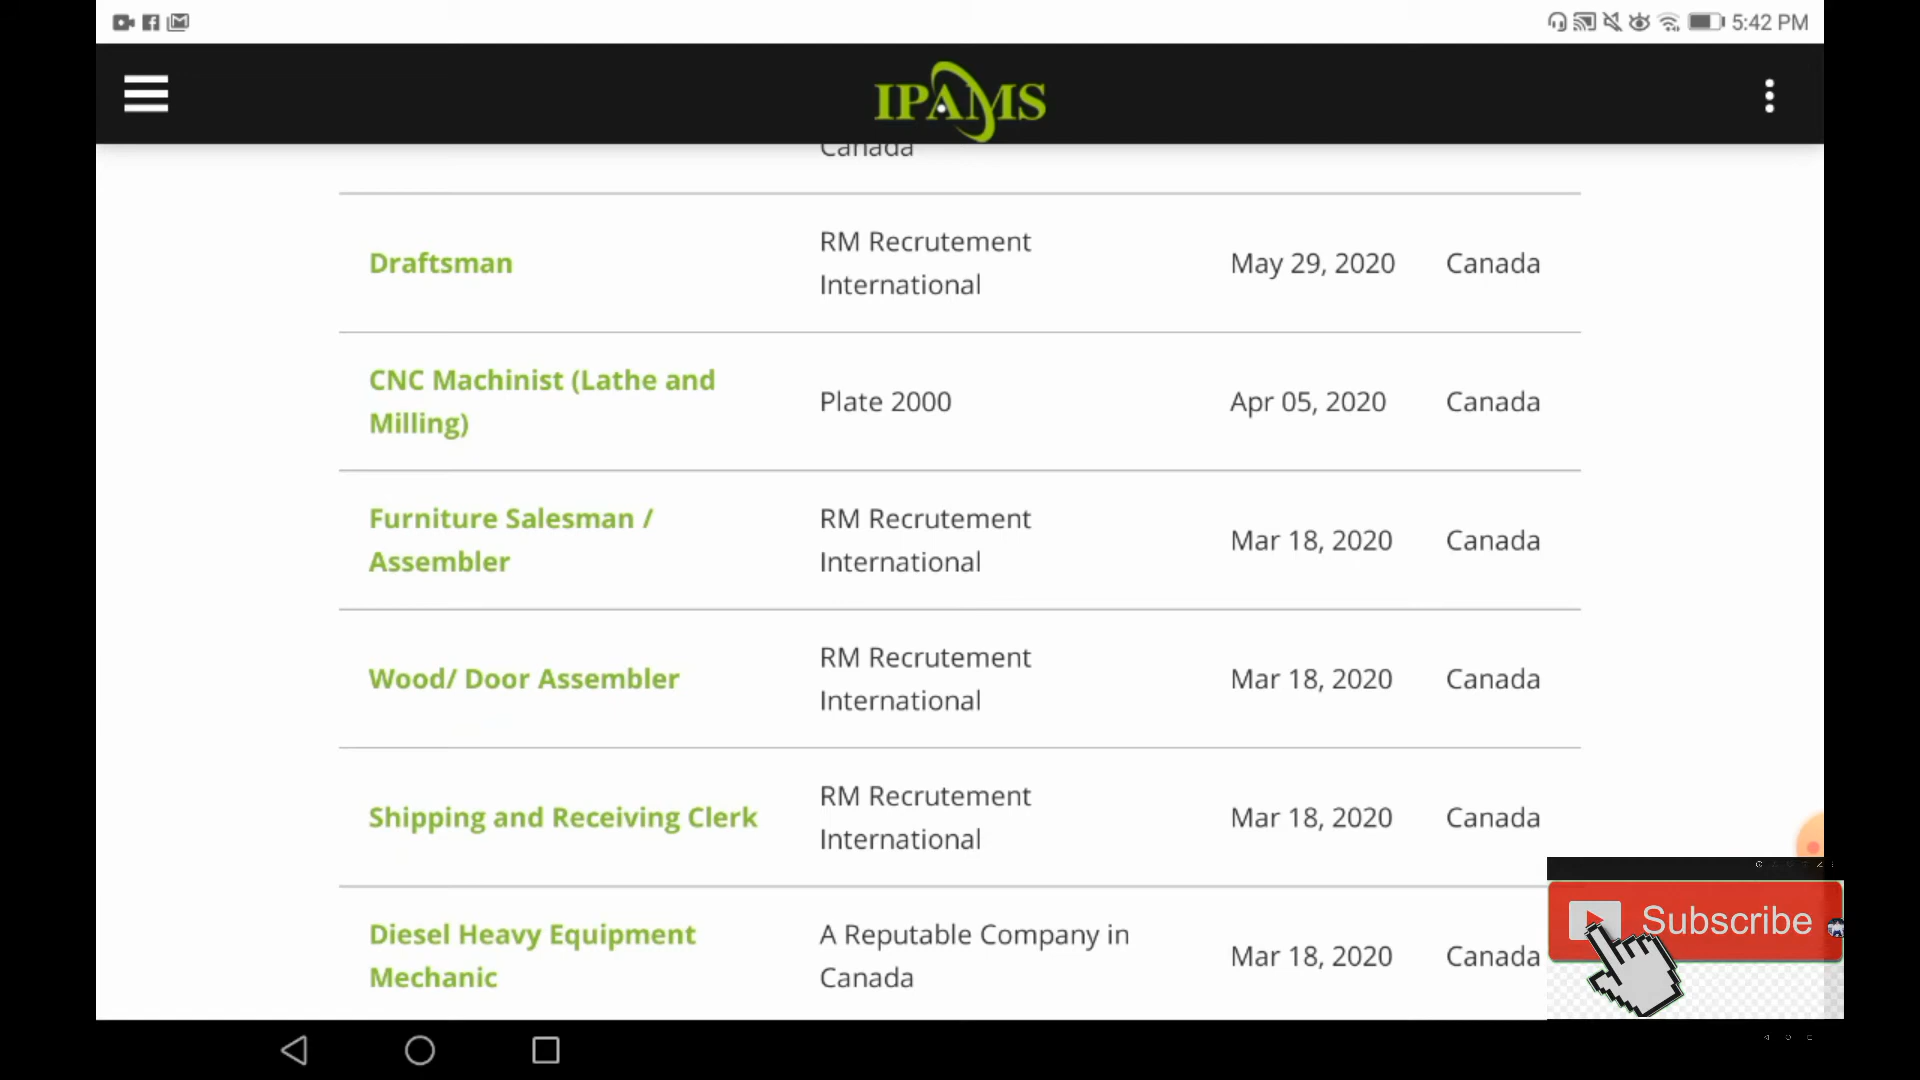 5:42 PM
IPAMS
Canada
Draftsman
RM Recrutement
International
May 29, 2020
Canada
CNC Machinist (Lathe and
Milling)
Plate 2000
Apr 05, 2020
Canada
Furniture Salesman /
Assembler
RM Recrutement
International
Mar 18, 2020
Canada
Wood/ Door Assembler
RM Recrutement
International
Mar 18, 2020
Canada
Shipping and Receiving Clerk
RM Recrutement
International
Mar 18, 2020
Canada
Diesel Heavy Equipment
Mechanic
A Reputable Company in
Canada
Mar 18, 2020
Canada
Subscribe